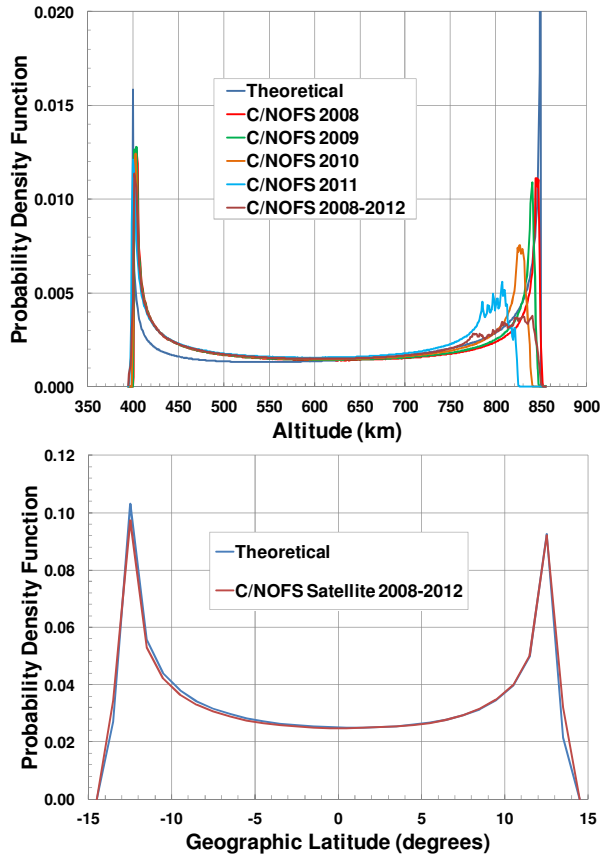 0.020
0.015
0.010
0.005
0.000
Probability Density Function
Theoretical
C/NOFS 2008
C/NOFS 2009
C/NOFS 2010
C/NOFS 2011
C/NOFS 2008-2012
350 400 450 500 550 600 650 700 750 800 850 900
Altitude (km)
0.12
0.10
0.08
0.06
0.04
0.02
0.00
Probability Density Function
Theoretical
C/NOFS Satellite 2008-2012
-15 -10 -5 0 5 10 15
Geographic Latitude (degrees)